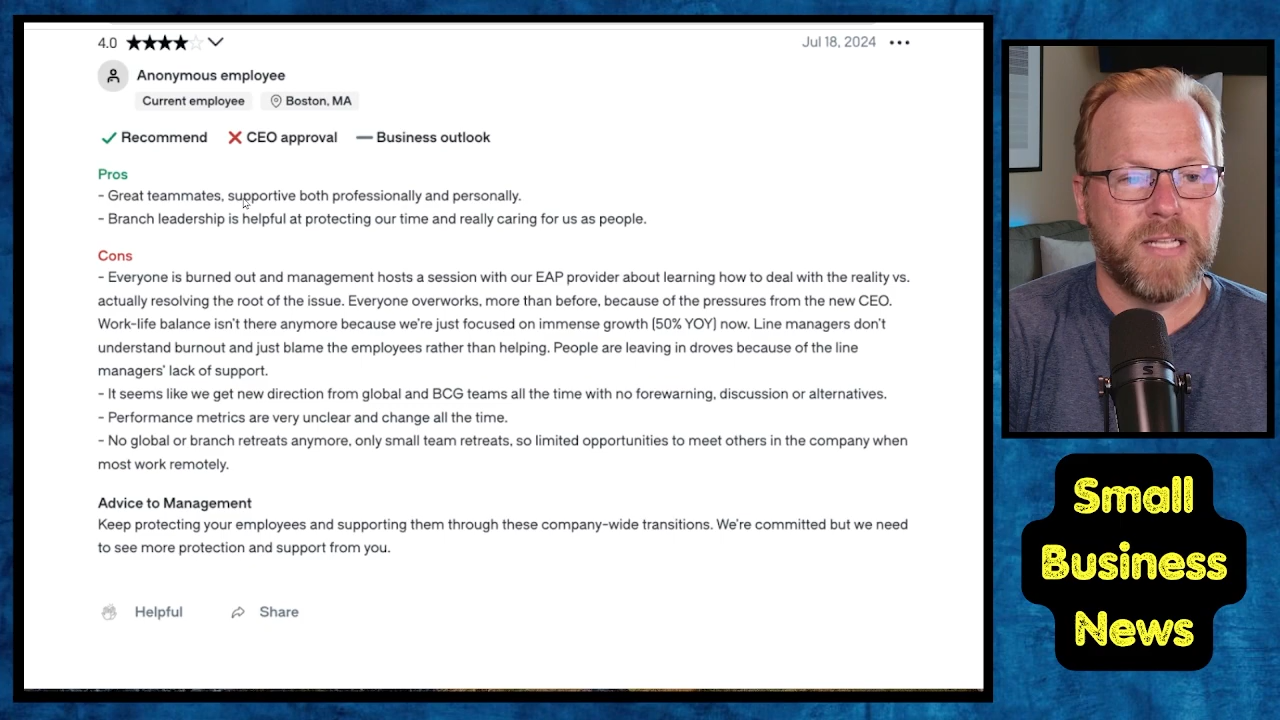 4.0
Jul 18, 2024
Anonymous employee
Current employee
Boston, MA
Recommend
CEO approval
Business outlook
Pros
- Great teammates, supportive both professionally and personally.
- Branch leadership is helpful at protecting our time and really caring for us as people.
Cons
- Everyone is burned out and management hosts a session with our EAP provider about learning how to deal with the reality vs.
actually resolving the root of the issue. Everyone overworks, more than before, because of the pressures from the new CEO.
Work-life balance isn't there anymore because we're just focused on immense growth (50% YOY) now. Line managers don't
understand burnout and just blame the employees rather than helping. People are leaving in droves because of the line
managers' lack of support.
- It seems like we get new direction from global and BCG teams all the time with no forewarning, discussion or alternatives.
- Performance metrics are very unclear and change all the time.
- No global or branch retreats anymore, only small team retreats, so limited opportunities to meet others in the company when
most work remotely.
Advice to Management
Keep protecting your employees and supporting them through these company-wide transitions. We're committed but we need
to see more protection and support from you.
Helpful
Share
Small
Business
News